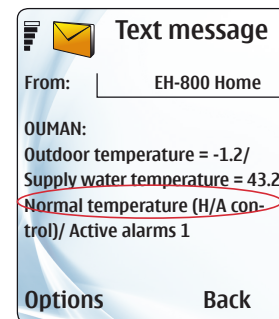 Text message
From: EH-800 Home
OUMAN:
Outdoor temperature = -1.2/
Supply water temperature = 43.2
Normal temperature (H/A con-
trol)/ Active alarms 1
Options Back